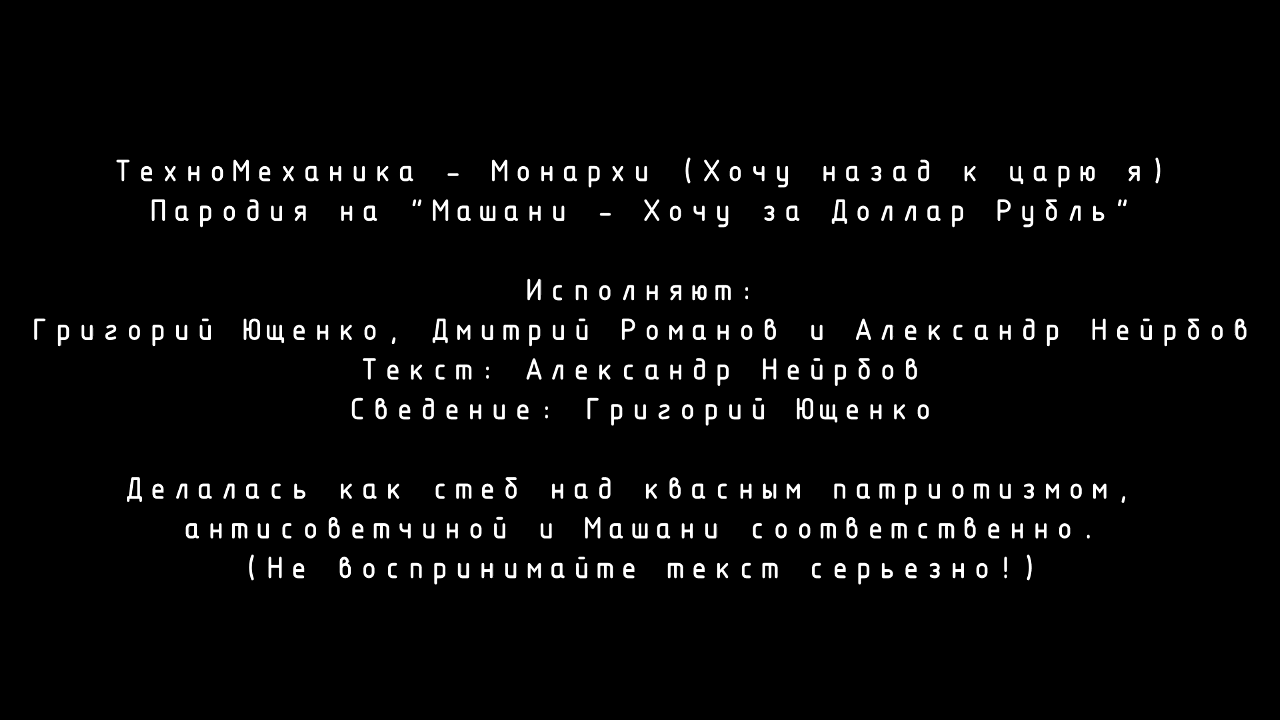 ТехноМеханика - Монархи (Хочу назад к царю я)
Пародия на "Машани - Хочу за Доллар Рубль"
Исполняют:
Григорий Ющенко, Дмитрий Романов и Александр Нейрбов
Текст: Александр Нейрбов
Сведение: Григорий Ющенко
Делалась как стеб над квасным патриотизмом,
антисоветчиной и Машани соответственно.
(Не воспринимайте текст серьезно!)